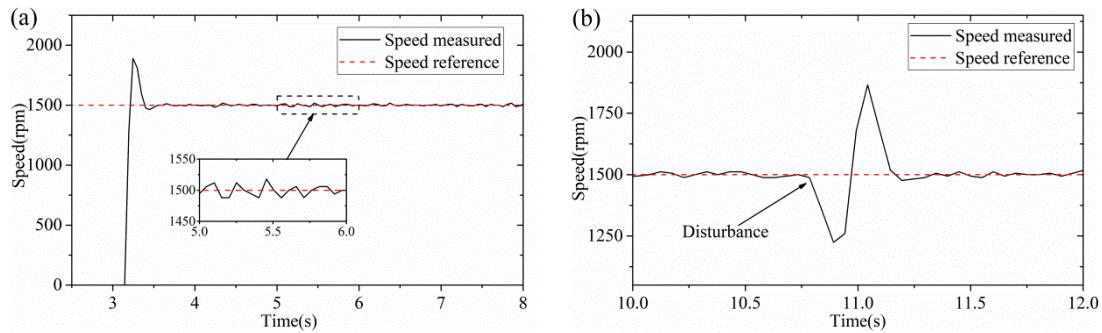 (a)
2000
1500
1000
500
0
Speed(rpm)
Speed measured
Speed reference
1550
1500
1450
5.0 5.5 6.0
3 4 5 6 7 8
Time(s)
(b)
2000
1750
1500
1250
Speed(rpm)
Speed measured
Speed reference
Disturbance
10.0 10.5 11.0 11.5 12.0
Time(s)